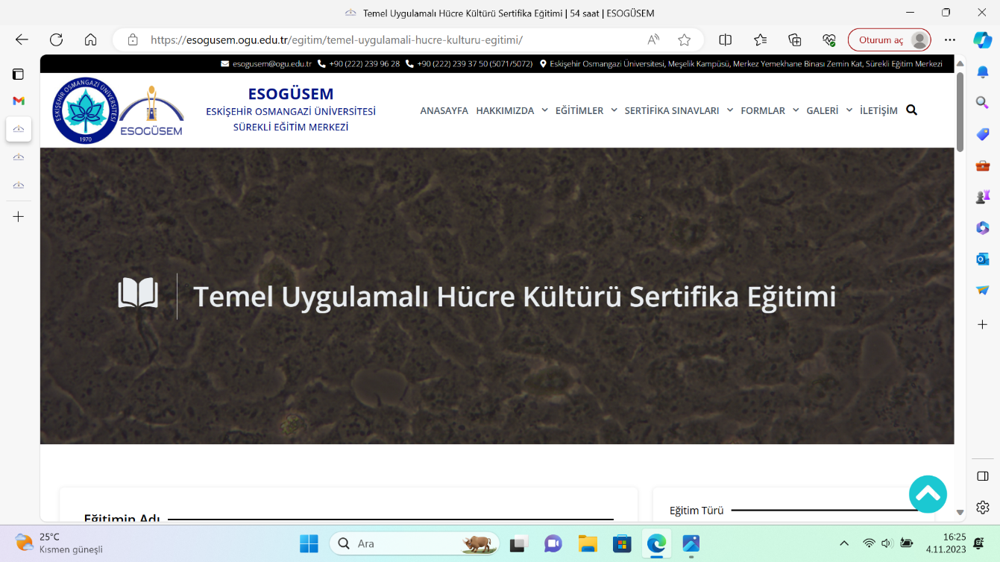 Temel Uygulamalı Hücre Kültürü Sertifika Eğitimi | 54 saat | ESOGÜSEM
https://esogusem.ogu.edu.tr/egitim/temel-uygulamali-hucre-kulturu-egitimi/
Oturum aç
esogusem@ogu.edu.tr +90 (222) 239 96 28 +90 (222) 239 37 50 (5071/5072) Eskişehir Osmangazi Üniversitesi, Meşelik Kampüsü, Merkez Yemekhane Binası Zemin Kat, Sürekli Eğitim Merkezi
ESKİŞEHİR OSMANGAZİ ÜNİVERSİTESİ
1970
ESOGÜSEM
ESOGÜSEM
ESKİŞEHİR OSMANGAZİ ÜNİVERSİTESİ
SÜREKLİ EĞİTİM MERKEZİ
ANASAYFA HAKKIMIZDA EĞİTİMLER SERTİFİKA SINAVLARI FORMLAR GALERİ İLETİŞİM
Temel Uygulamalı Hücre Kültürü Sertifika Eğitimi
Eğitimin Adı
Eğitim Türü
25°C
Kısmen güneşli
Ara
16:25
4.11.2023